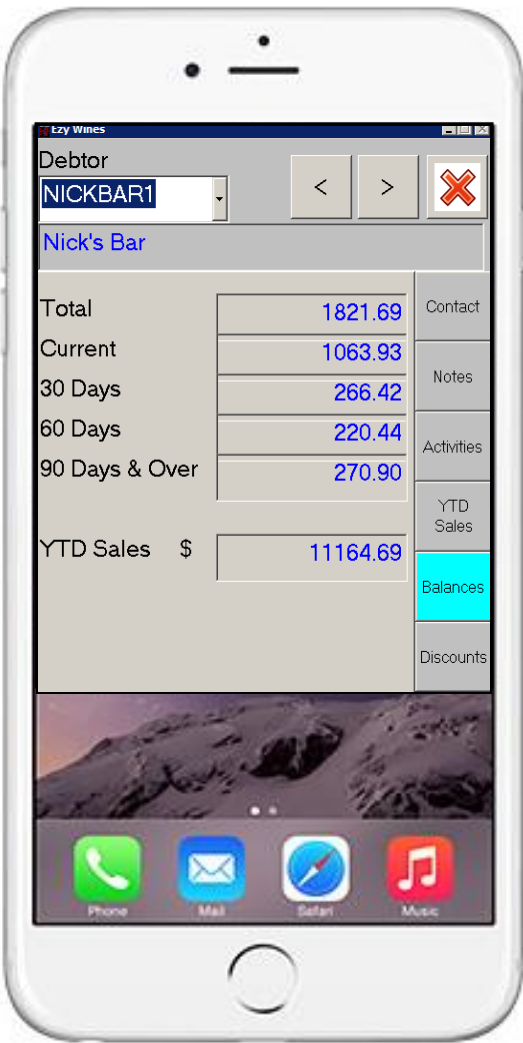 Ezy Wines
Debtor
NICKBAR1
< >
Nick's Bar
Total 1821.69
Current 1063.93
30 Days 266.42
60 Days 220.44
90 Days & Over 270.90
YTD Sales $ 11164.69
Contact
Notes
Activities
YTD
Sales
Balances
Discounts
Phone Mail Safari Music